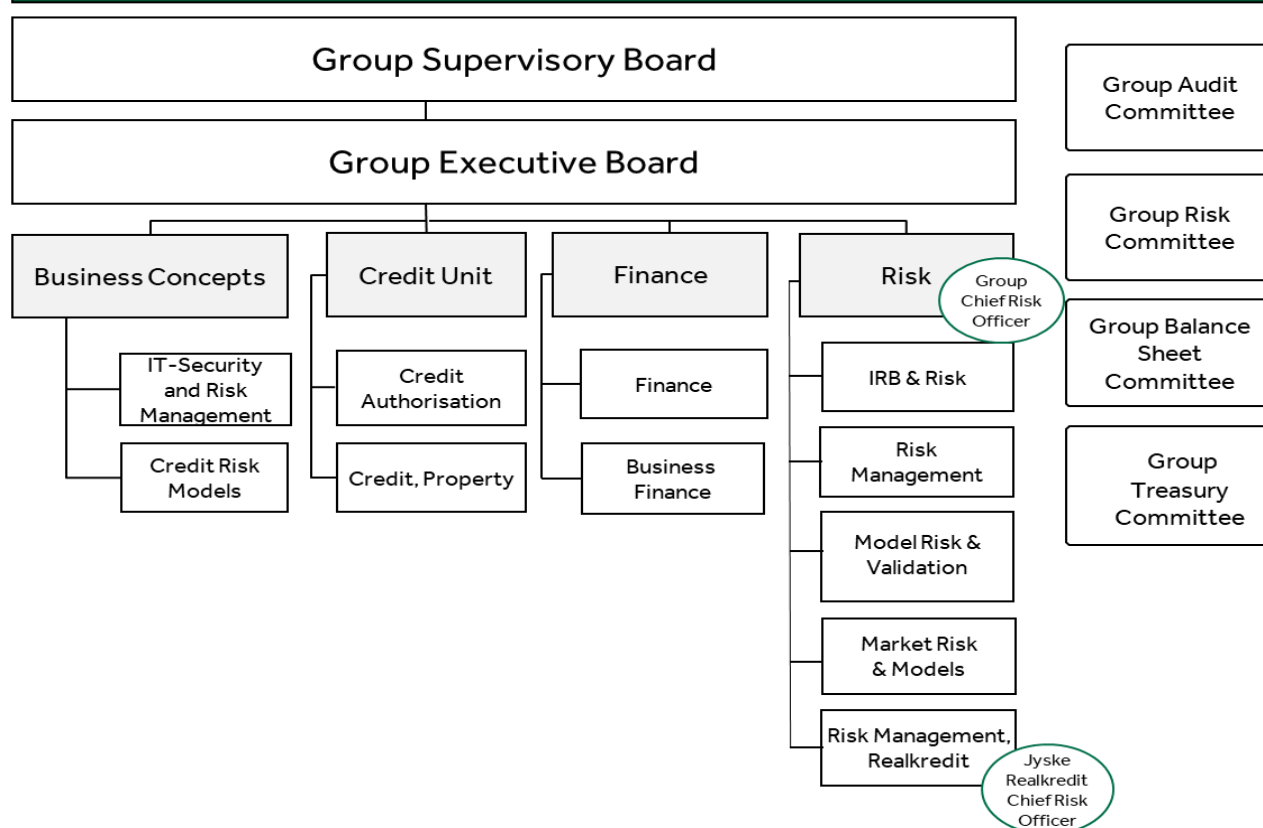 Group Supervisory Board
Group Executive Board
Business Concepts
IT-Security
and Risk
Management
Credit Risk
Models
Credit Unit
Credit
Authorisation
Credit, Property
Finance
Finance
Business
Finance
Risk
Group
Chief Risk
Officer
IRB & Risk
Risk
Management
Model Risk &
Validation
Market Risk
& Models
Risk Management,
Realkredit
Jyske
Realkredit
Chief Risk
Officer
Group Audit
Committee
Group Risk
Committee
Group Balance
Sheet
Committee
Group
Treasury
Committee